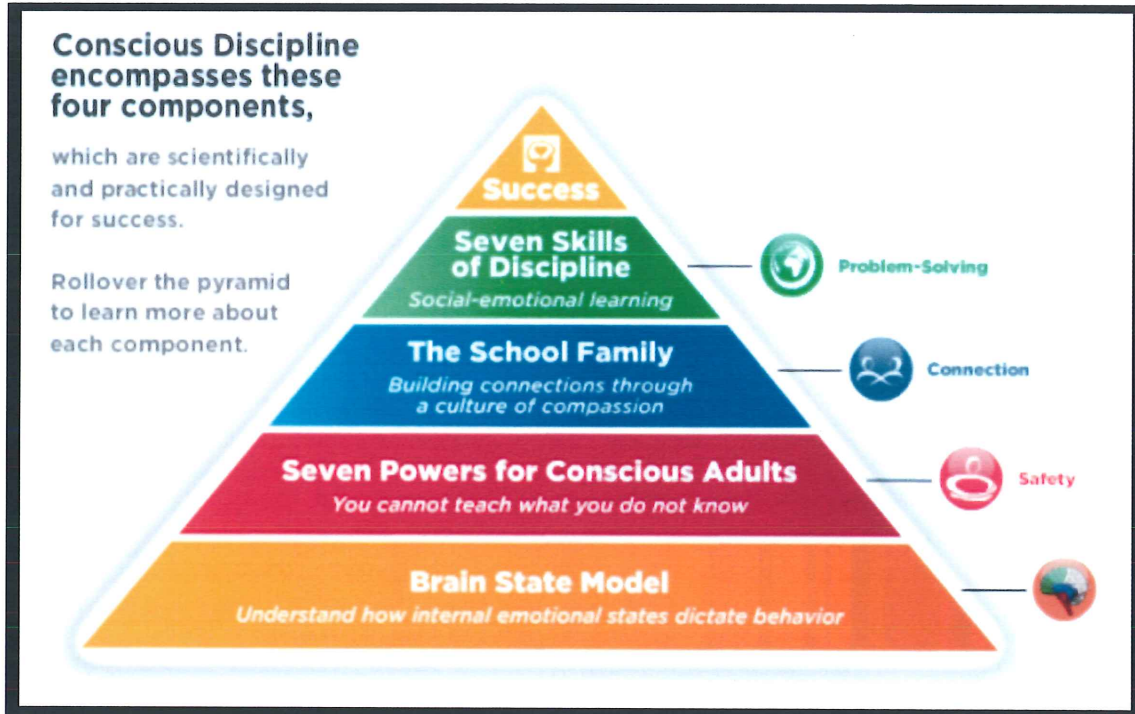 Conscious Discipline
encompasses these
four components,
which are scientifically
and practically designed
for success.
Rollover the pyramid
to learn more about
each component.
Success
Seven Skills
of Discipline
Social-emotional learning
Problem-Solving
The School Family
Building connections through
a culture of compassion
Connection
Seven Powers for Conscious Adults
You cannot teach what you do not know
Safety
Brain State Model
Understand how internal emotional states dictate behavior